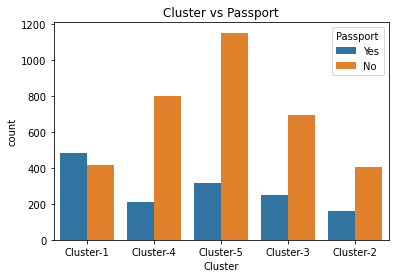 Cluster vs Passport
1200
1000
800
600
400
200
0
count
Passport
Yes
No
Cluster-1 Cluster-4 Cluster-5 Cluster-3 Cluster-2
Cluster